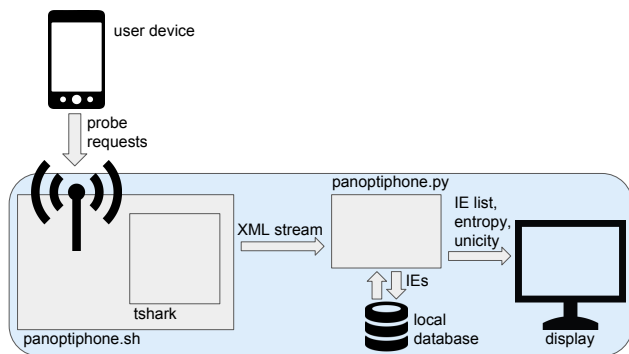 user device
probe
requests
panoptiphone.py
IE list,
entropy,
unicity
XML stream
IEs
tshark
local
database
panoptiphone.sh
display